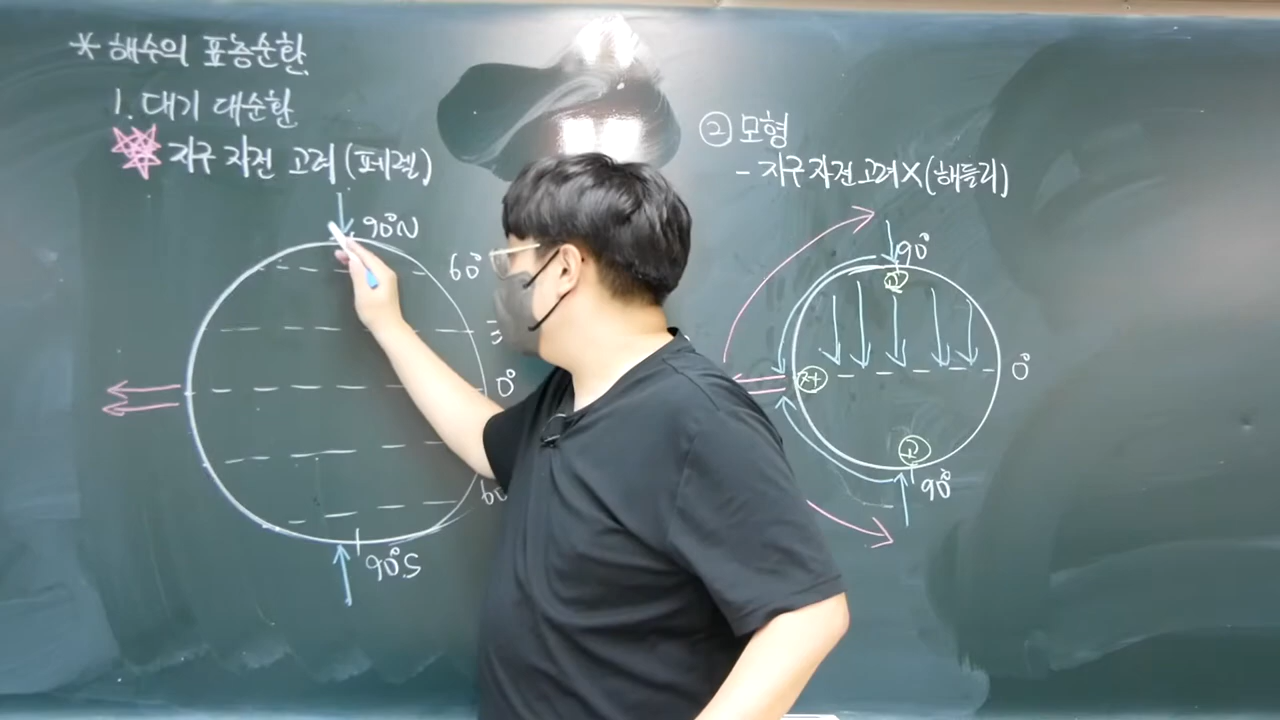 * 해수의 표층순환.
1. 대기 대순환
지구 자전 고려 (페렐)
90°N
60°
0°
60
90°S
② 모형
- 지구 자전 고려X (해들리)
90°
0°
90°